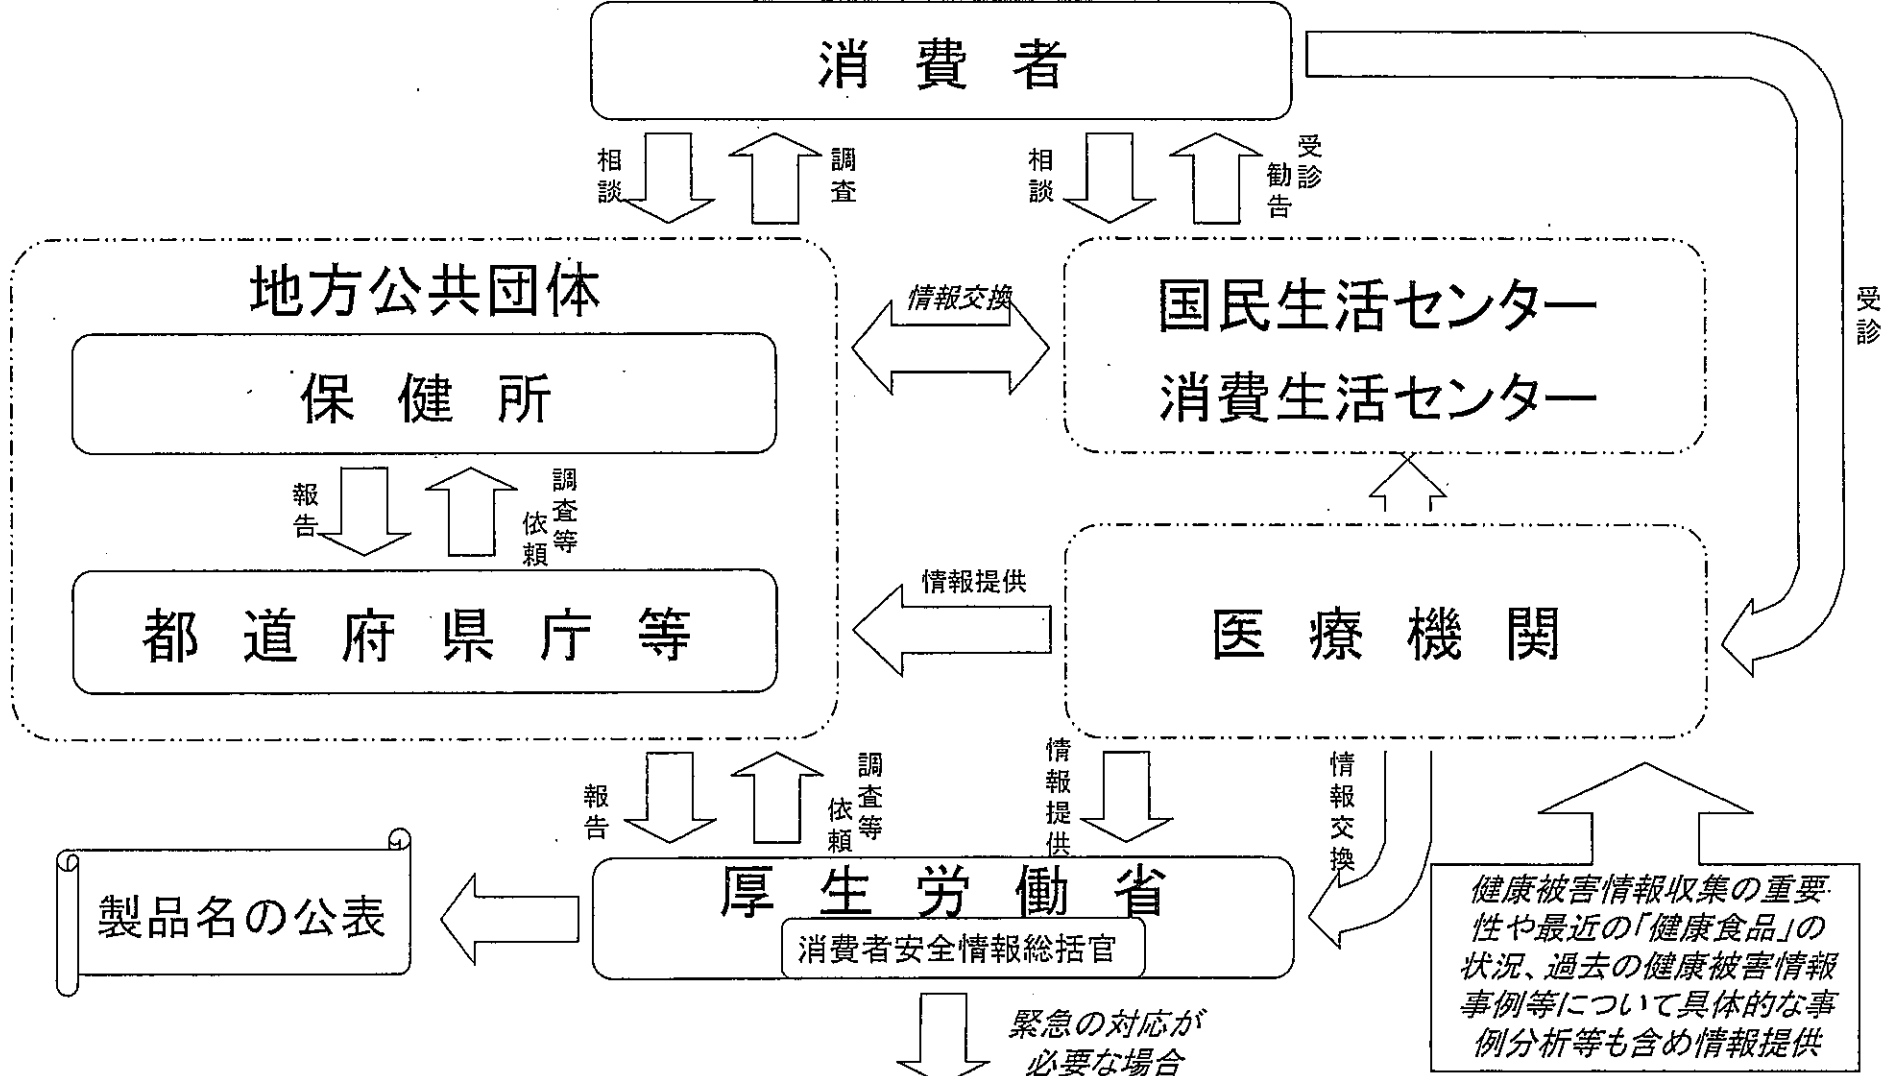 消費者
相談
調査
相談
受診
勧告
受診
地方公共団体
情報交換
国民生活センター
消費生活センター
保健所
報告
調査等
依頼
都道府県庁等
情報提供
医療機関
報告
調査等
依頼
情報提供
情報交換
製品名の公表
厚生労働省
消費者安全情報総括官
健康被害情報収集の重要
性や最近の「健康食品」の
状況、過去の健康被害情報
事例等について具体的な事
例分析等も含め情報提供
緊急の対応が
必要な場合